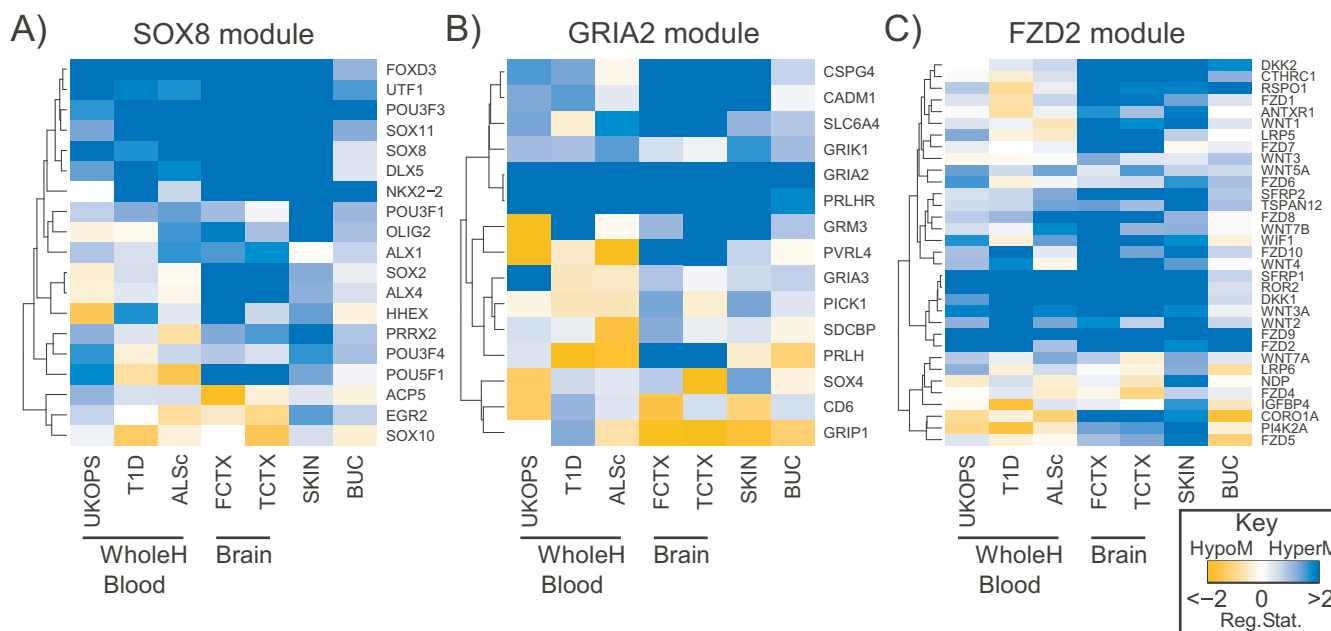 A) SOX8 module
FOXD3
UTF1
POU3F3
SOX11
SOX8
DLX5
NKX2-2
POU3F1
OLIG2
ALX1
SOX2
ALX4
HHEX
PRRX2
POU3F4
POU5F1
ACP5
EGR2
SOX10
UKOPS
T1D
ALSc
FCTX
TCTX
SKIN
BUC
WholeH
Blood
Brain
B) GRIA2 module
CSPG4
CADM1
SLC6A4
GRIK1
GRIA2
PRLHR
GRM3
PVRL4
GRIA3
PICK1
SDCBP
PRLH
SOX4
CD6
GRIP1
UKOPS
T1D
ALSc
FCTX
TCTX
SKIN
BUC
WholeH
Blood
Brain
C) FZD2 module
DKK2
CTHRC1
RSPO1
FZD1
ANTXR1
WNT1
LRP5
FZD7
WNT3
WNT5A
FZD6
SFRP2
TSPAN12
FZD8
WNT7B
WIF1
FZD10
WNT4
SFRP1
ROR2
DKK1
WNT3A
WNT2
FZD9
FZD2
WNT7A
LRP6
NDP
FZD4
IGFBP4
CORO1A
PI4K2A
FZD5
UKOPS
T1D
ALSc
FCTX
TCTX
SKIN
BUC
WholeH
Blood
Brain
Key
HypoM HyperM
<-2 0 >2
Reg.Stat.